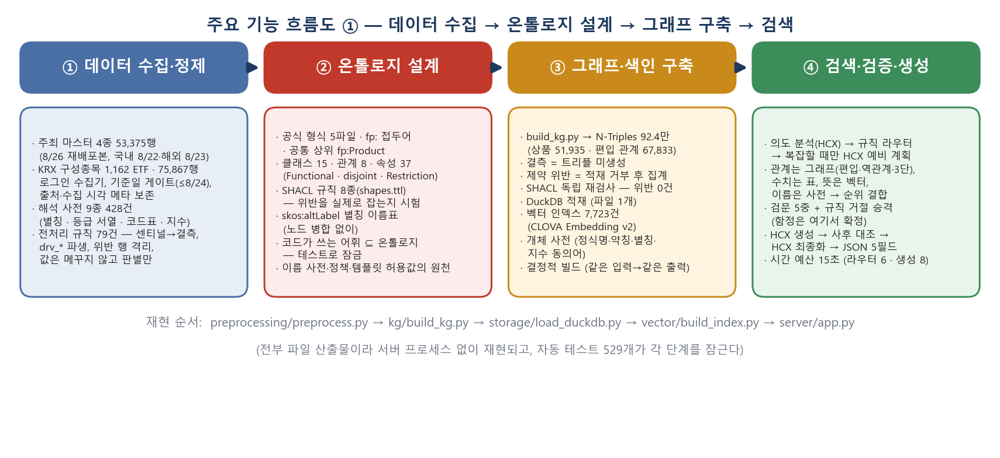 주요 기능 흐름도 ① — 데이터 수집 → 온톨로지 설계 → 그래프 구축 → 검색
① 데이터 수집·정제
② 온톨로지 설계
③ 그래프·색인 구축
④ 검색·검증·생성
· 주최 마스터 4종 53,375행
(8/26 재배포본, 국내 8/22·해외 8/23)
· KRX 구성종목 1,162 ETF · 75,867행
로그인 수집기, 기준일 게이트(≤8/24),
출처·수집 시각 메타 보존
· 해석 사전 9종 428건
(별칭 · 등급 서열 · 코드표 · 지수)
· 전처리 규칙 79건 — 센티널→결측,
drv_* 파생, 위반 행 격리,
값은 메꾸지 않고 판별만
· 공식 형식 5파일 · fp: 접두어
· 공통 상위 fp:Product
· 클래스 15 · 관계 8 · 속성 37
(Functional · disjoint · Restriction)
· SHACL 규칙 8종(shapes.ttl)
— 위반을 실제로 잡는지 시험
· skos:altLabel 별칭 이름표
(노드 병합 없이)
· 코드가 쓰는 어휘 ⊆ 온톨로지
— 테스트로 잠금
· 이름 사전·정책·템플릿 허용값의 원천
· build_kg.py → N-Triples 92.4만
(상품 51,935 · 편입 관계 67,833)
· 결측 = 트리플 미생성
· 제약 위반 = 적재 거부 후 집계
· SHACL 독립 재검사 — 위반 0건
· DuckDB 적재 (파일 1개)
· 벡터 인덱스 7,723건
(CLOVA Embedding v2)
· 개체 사전 (정식명·약칭·별칭·
지수 동의어)
· 결정적 빌드 (같은 입력→같은 출력)
· 의도 분석(HCX) → 규칙 라우터
→ 복잡할 때만 HCX 예비 계획
· 관계는 그래프(편입·역관계·3단),
수치는 표, 뜻은 벡터,
이름은 사전 → 순위 결합
· 검문 5중 + 규칙 거절 승격
(함정은 여기서 확정)
· HCX 생성 → 사후 대조 →
HCX 최종화 → JSON 5필드
· 시간 예산 15초 (라우터 6 · 생성 8)
재현 순서: preprocessing/preprocess.py → kg/build_kg.py → storage/load_duckdb.py → vector/build_index.py → server/app.py
(전부 파일 산출물이라 서버 프로세스 없이 재현되고, 자동 테스트 529개가 각 단계를 잠근다)